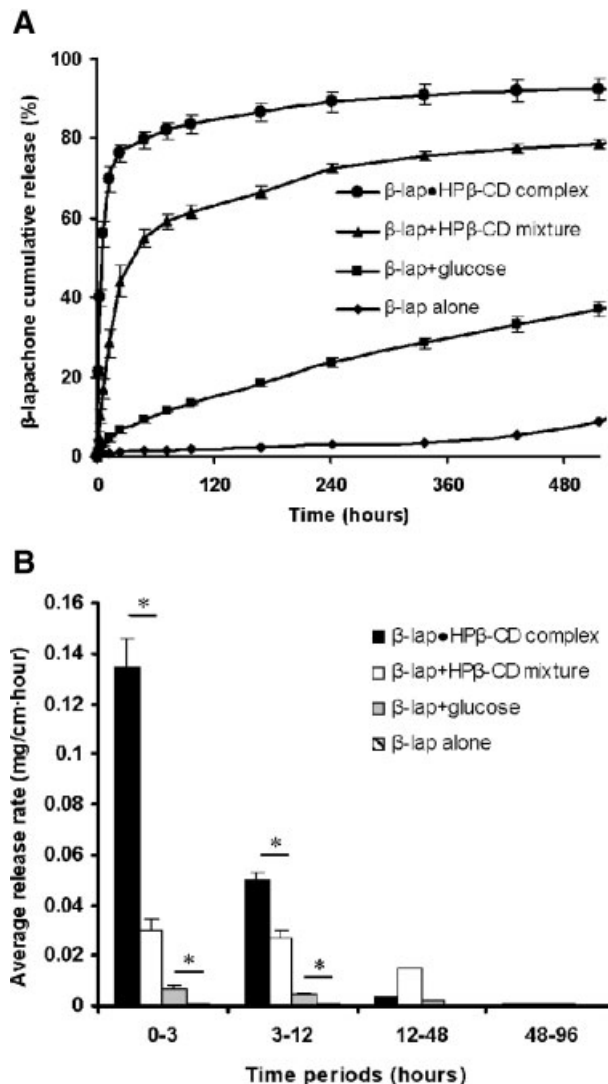 A
100
80
60
40
20
0
β-lapachone cumulative release (%)
β-lap●HPβ-CD complex
β-lap+HPβ-CD mixture
β-lap+glucose
β-lap alone
0 120 240 360 480
Time (hours)
B
0.16
0.14
0.12
0.1
0.08
0.06
0.04
0.02
0
Average release rate (mg/cm·hour)
* * * *
β-lap●HPβ-CD complex
β-lap+HPβ-CD mixture
β-lap+glucose
β-lap alone
0-3 3-12 12-48 48-96
Time periods (hours)